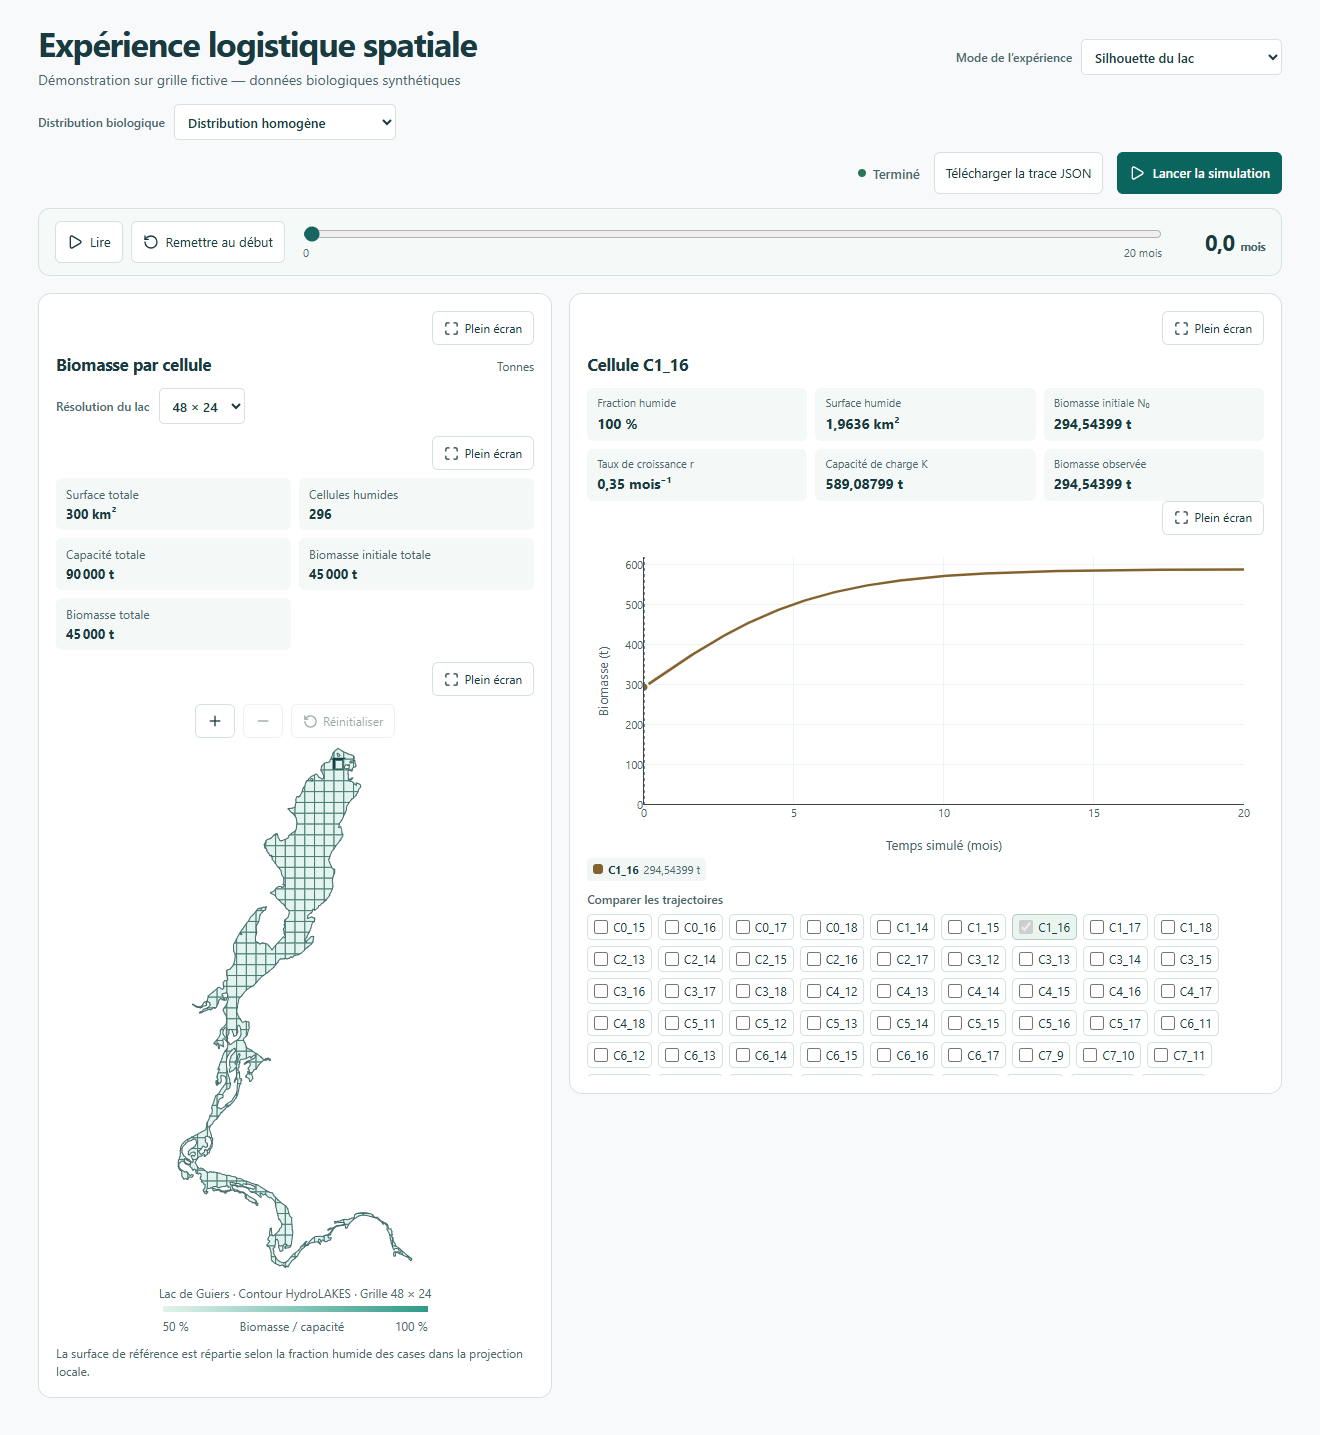 Expérience logistique spatiale
Démonstration sur grille fictive — données biologiques synthétiques
Mode de l'expérience
Silhouette du lac
Distribution biologique
Distribution homogène
Terminé
Télécharger la trace JSON
Lancer la simulation
Lire
Remettre au début
0
20 mois
0,0 mois
Plein écran
Biomasse par cellule
Tonnes
Résolution du lac
48 × 24
Plein écran
Surface totale
300 km²
Cellules humides
296
Capacité totale
90 000 t
Biomasse initiale totale
45 000 t
Biomasse totale
45 000 t
Plein écran
+
−
Réinitialiser
Lac de Guiers · Contour HydroLAKES · Grille 48 × 24
50 %
Biomasse / capacité
100 %
La surface de référence est répartie selon la fraction humide des cases dans la projection
locale.
Plein écran
Cellule C1_16
Fraction humide
100 %
Surface humide
1,9636 km²
Biomasse initiale N₀
294,54399 t
Taux de croissance r
0,35 mois⁻¹
Capacité de charge K
589,08799 t
Biomasse observée
294,54399 t
Plein écran
Biomasse (t)
600
500
400
300
200
100
0
0 5 10 15 20
Temps simulé (mois)
C1_16 294,54399 t
Comparer les trajectoires
C0_15 C0_16 C0_17 C0_18 C1_14 C1_15 C1_16 C1_17 C1_18
C2_13 C2_14 C2_15 C2_16 C2_17 C3_12 C3_13 C3_14 C3_15
C3_16 C3_17 C3_18 C4_12 C4_13 C4_14 C4_15 C4_16 C4_17
C4_18 C5_11 C5_12 C5_13 C5_14 C5_15 C5_16 C5_17 C6_11
C6_12 C6_13 C6_14 C6_15 C6_16 C6_17 C7_9 C7_10 C7_11